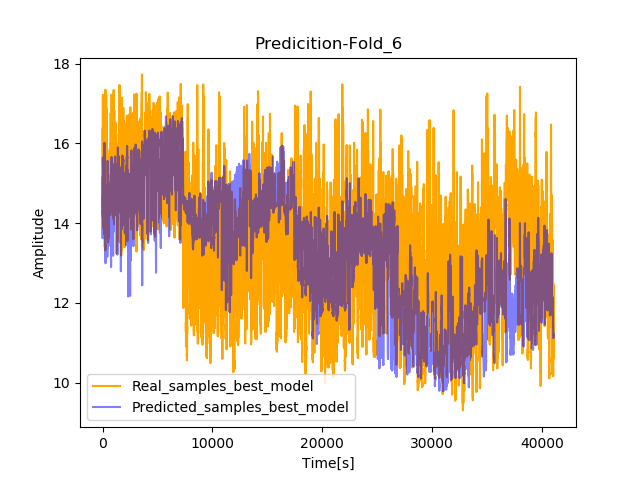 Predicition-Fold_6
Amplitude
18
16
14
12
10
Real_samples_best_model
Predicted_samples_best_model
0
10000
20000
30000
40000
Time[s]